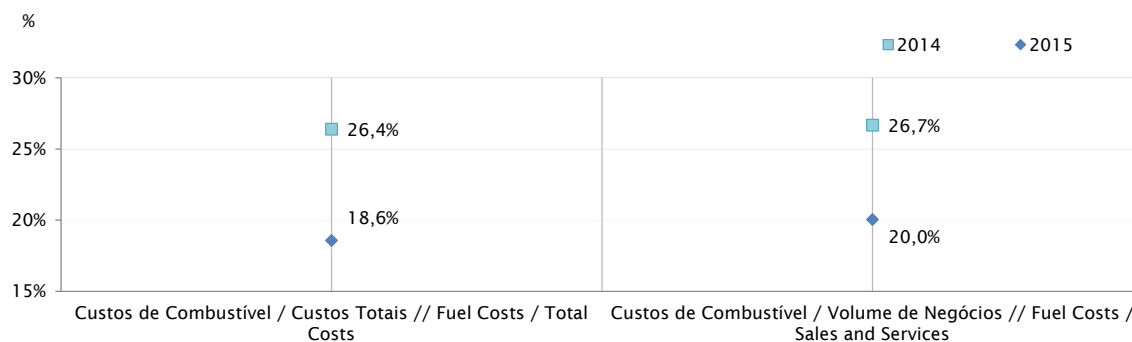 %
2014
2015
30%
26,4%
26,7%
25%
18,6%
20%
20,0%
15%
Custos de Combustível / Custos Totais // Fuel Costs / Total
Costs
Custos de Combustível / Volume de Negócios // Fuel Costs /
Sales and Services